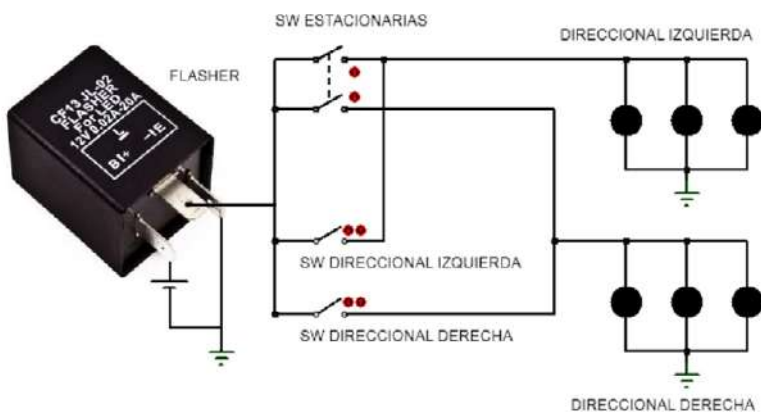 SW ESTACIONARIAS
DIRECCIONAL IZQUIERDA
FLASHER
CF13 JL-02
FLASHER
For LED
12V 0.02A-20A
L
B|+ -|E
SW DIRECCIONAL IZQUIERDA
SW DIRECCIONAL DERECHA
DIRECCIONAL DERECHA